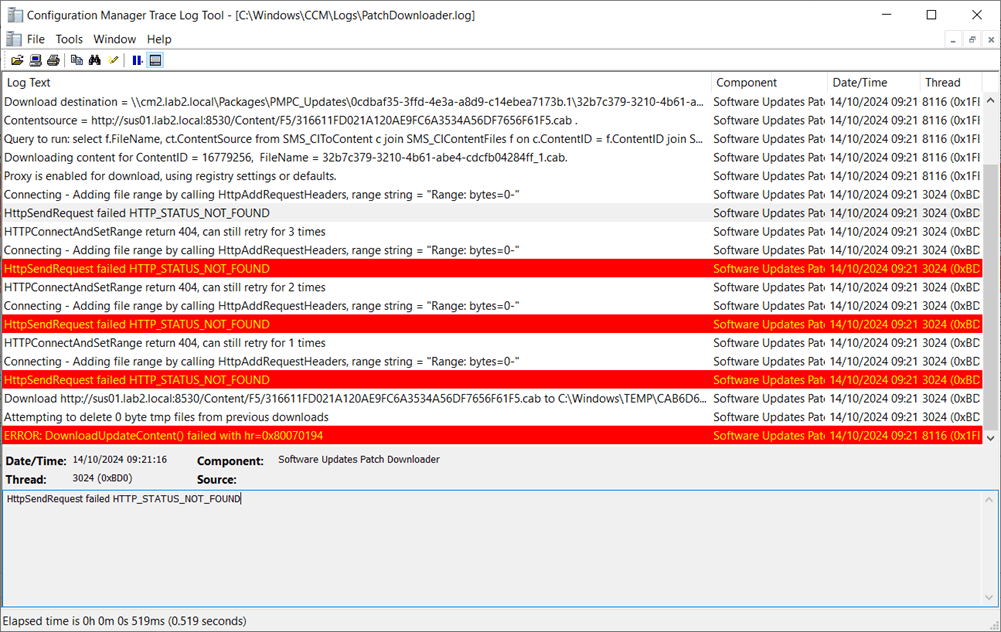 Configuration Manager Trace Log Tool - [C:\Windows\CCM\Logs\PatchDownloader.log]
File Tools Window Help
Log Text Component Date/Time Thread
Download destination = \\cm2.lab2.local\Packages\PMPC_Updates\0cdbaf35-3ffd-4e3a-a8d9-c14ebea7173b.1\32b7c379-3210-4b61-a... Software Updates Patc 14/10/2024 09:21 8116 (0x1FI
Contentsource = http://sus01.lab2.local:8530/Content/F5/316611FD021A120AE9FC6A3534A56DF7656F61F5.cab . Software Updates Patc 14/10/2024 09:21 8116 (0x1FI
Query to run: select f.FileName, ct.ContentSource from SMS_CIToContent c join SMS_CIContentFiles f on c.ContentID = f.ContentID join S... Software Updates Patc 14/10/2024 09:21 8116 (0x1FI
Downloading content for ContentID = 16779256, FileName = 32b7c379-3210-4b61-abe4-cdcfb04284ff_1.cab. Software Updates Patc 14/10/2024 09:21 8116 (0x1FI
Proxy is enabled for download, using registry settings or defaults. Software Updates Patc 14/10/2024 09:21 8116 (0x1FI
Connecting - Adding file range by calling HttpAddRequestHeaders, range string = "Range: bytes=0-" Software Updates Patc 14/10/2024 09:21 3024 (0xBD
HttpSendRequest failed HTTP_STATUS_NOT_FOUND Software Updates Patc 14/10/2024 09:21 3024 (0xBD
HTTPConnectAndSetRange return 404, can still retry for 3 times Software Updates Patc 14/10/2024 09:21 3024 (0xBD
Connecting - Adding file range by calling HttpAddRequestHeaders, range string = "Range: bytes=0-" Software Updates Patc 14/10/2024 09:21 3024 (0xBD
HttpSendRequest failed HTTP_STATUS_NOT_FOUND Software Updates Patc 14/10/2024 09:21 3024 (0xBD
HTTPConnectAndSetRange return 404, can still retry for 2 times Software Updates Patc 14/10/2024 09:21 3024 (0xBD
Connecting - Adding file range by calling HttpAddRequestHeaders, range string = "Range: bytes=0-" Software Updates Patc 14/10/2024 09:21 3024 (0xBD
HttpSendRequest failed HTTP_STATUS_NOT_FOUND Software Updates Patc 14/10/2024 09:21 3024 (0xBD
HTTPConnectAndSetRange return 404, can still retry for 1 times Software Updates Patc 14/10/2024 09:21 3024 (0xBD
Connecting - Adding file range by calling HttpAddRequestHeaders, range string = "Range: bytes=0-" Software Updates Patc 14/10/2024 09:21 3024 (0xBD
HttpSendRequest failed HTTP_STATUS_NOT_FOUND Software Updates Patc 14/10/2024 09:21 3024 (0xBD
Download http://sus01.lab2.local:8530/Content/F5/316611FD021A120AE9FC6A3534A56DF7656F61F5.cab to C:\Windows\TEMP\CAB6D6... Software Updates Patc 14/10/2024 09:21 3024 (0xBD
Attempting to delete 0 byte tmp files from previous downloads Software Updates Patc 14/10/2024 09:21 3024 (0xBD
ERROR: DownloadUpdateContent() failed with hr=0x80070194 Software Updates Patc 14/10/2024 09:21 8116 (0x1FI
Date/Time: 14/10/2024 09:21:16 Component: Software Updates Patch Downloader
Thread: 3024 (0xBD0) Source:
HttpSendRequest failed HTTP_STATUS_NOT_FOUND
Elapsed time is 0h 0m 0s 519ms (0.519 seconds)